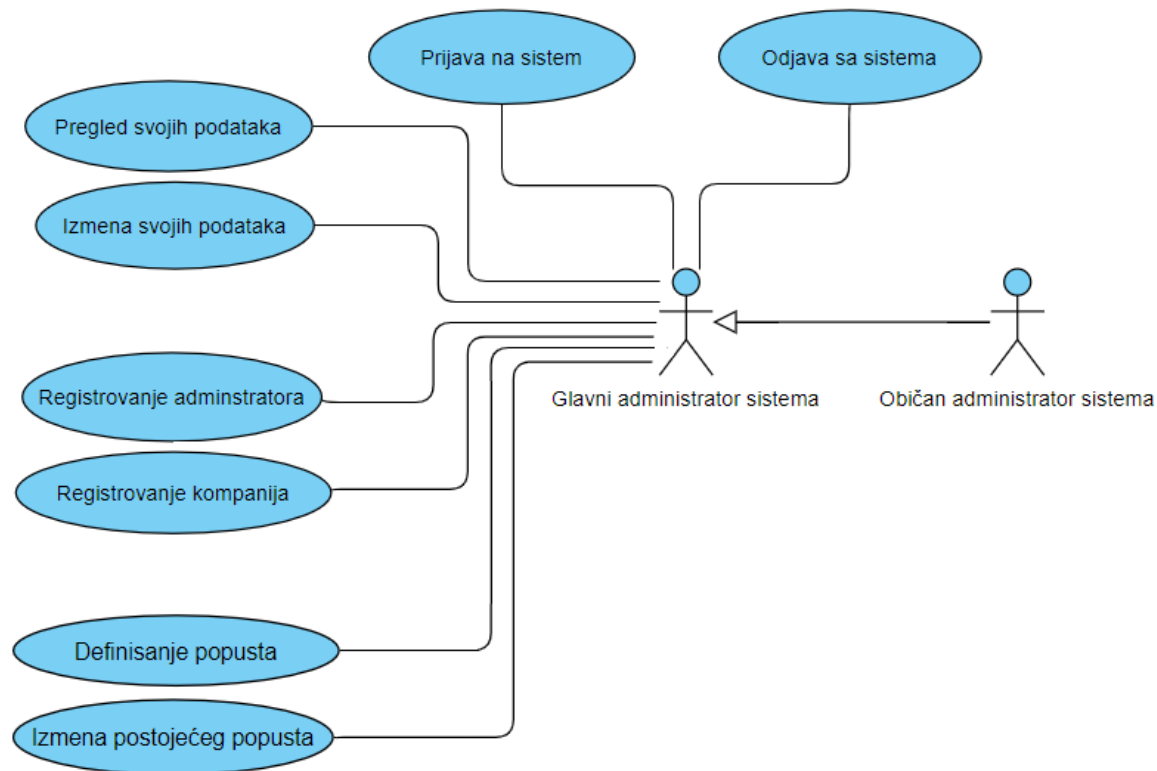 Prijava na sistem
Odjava sa sistema
Pregled svojih podataka
Izmena svojih podataka
Registrovanje adminstratora
Glavni administrator sistema
Običan administrator sistema
Registrovanje kompanija
Definisanje popusta
Izmena postojećeg popusta